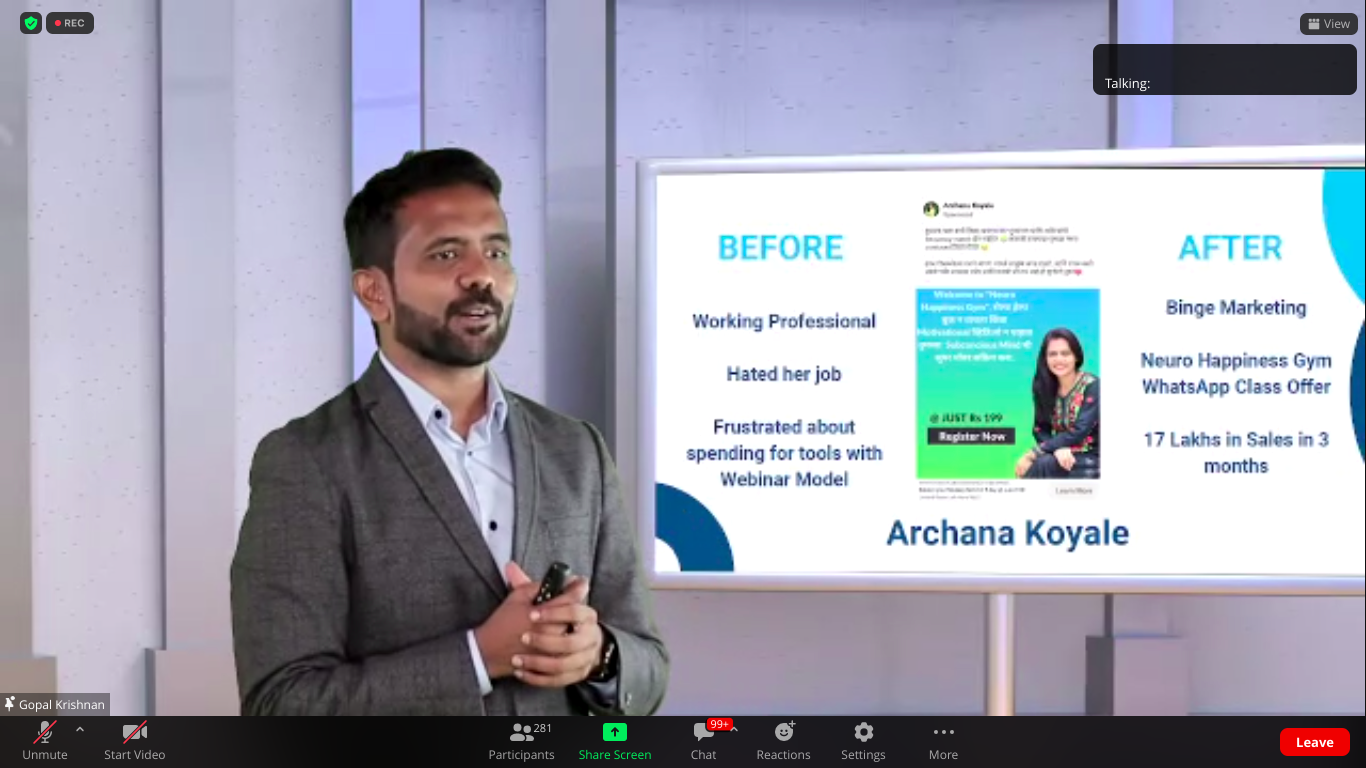 REC
View
Talking:
BEFORE
Working Professional
Hated her job
Frustrated about
spending for tools with
Webinar Model
Archana Koyale
Welcome to "Neuro
Happiness Gym".
Motivational
Subconscious Mind
@ JUST Rs 199
Register Now
Learn More
AFTER
Binge Marketing
Neuro Happiness Gym
WhatsApp Class Offer
17 Lakhs in Sales in 3
months
Archana Koyale
Gopal Krishnan
Unmute
Start Video
281
Participants
Share Screen
99+
Chat
Reactions
Settings
More
Leave